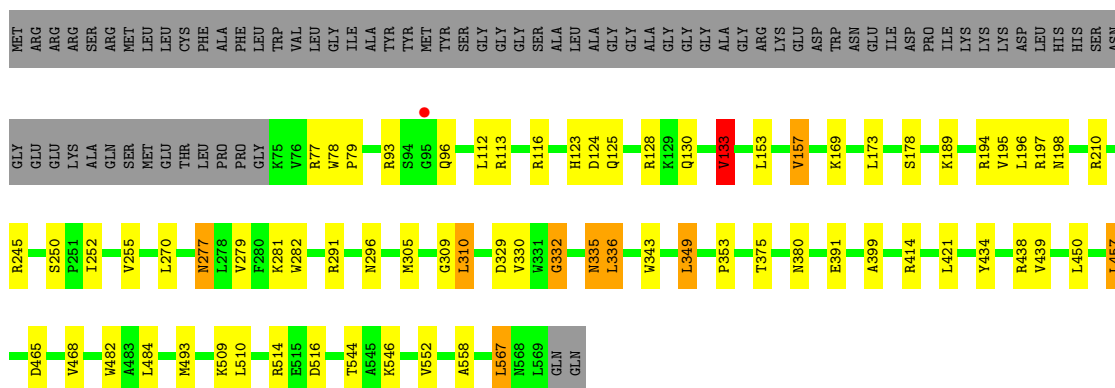 MET ARG ARG ARG SER ARG MET LEU LEU CYS PHE ALA PHE LEU TRP VAL LEU GLY ILE ALA TYR TYR MET TYR SER GLY GLY GLY SER ALA LEU ALA GLY GLY ALA GLY GLY GLY ALA GLY ARG LYS GLU ASP TRP ASN GLU ILE ASP PRO ILE LYS LYS LYS ASP LEU HIS HIS SER ASN
GLY GLU GLU LYS ALA GLN SER MET GLU THR LEU PRO PRO GLY K75 V76 R77 W78 P79 R93 S94 G95 Q96 L112 R113 R116 H123 D124 Q125 R128 K129 Q130 V133 L153 V157 K169 L173 S178 K189 R194 V195 L196 R197 N198 R210
R245 S250 P251 I252 V255 L270 N277 L278 V279 F280 K281 W282 R291 N296 M305 G309 L310 D329 V330 W331 G332 N335 L336 W343 L349 P353 T375 N380 E391 A399 R414 L421 Y434 R438 V439 L450 L457
D465 V468 W482 A483 L484 M493 K509 L510 R514 E515 D516 T544 A545 K546 V552 A558 L567 N568 L569 GLN GLN